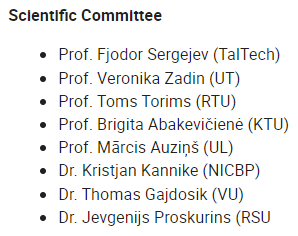 Scientific Committee
Prof. Fjodor Sergejev (TalTech)
Prof. Veronika Zadin (UT)
Prof. Toms Torims (RTU)
Prof. Brigita Abakevičienė (KTU)
Prof. Mārcis Auziņš (UL)
Dr. Kristjan Kannike (NICBP)
Dr. Thomas Gajdosik (VU)
Dr. Jevgenijs Proskurins (RSU